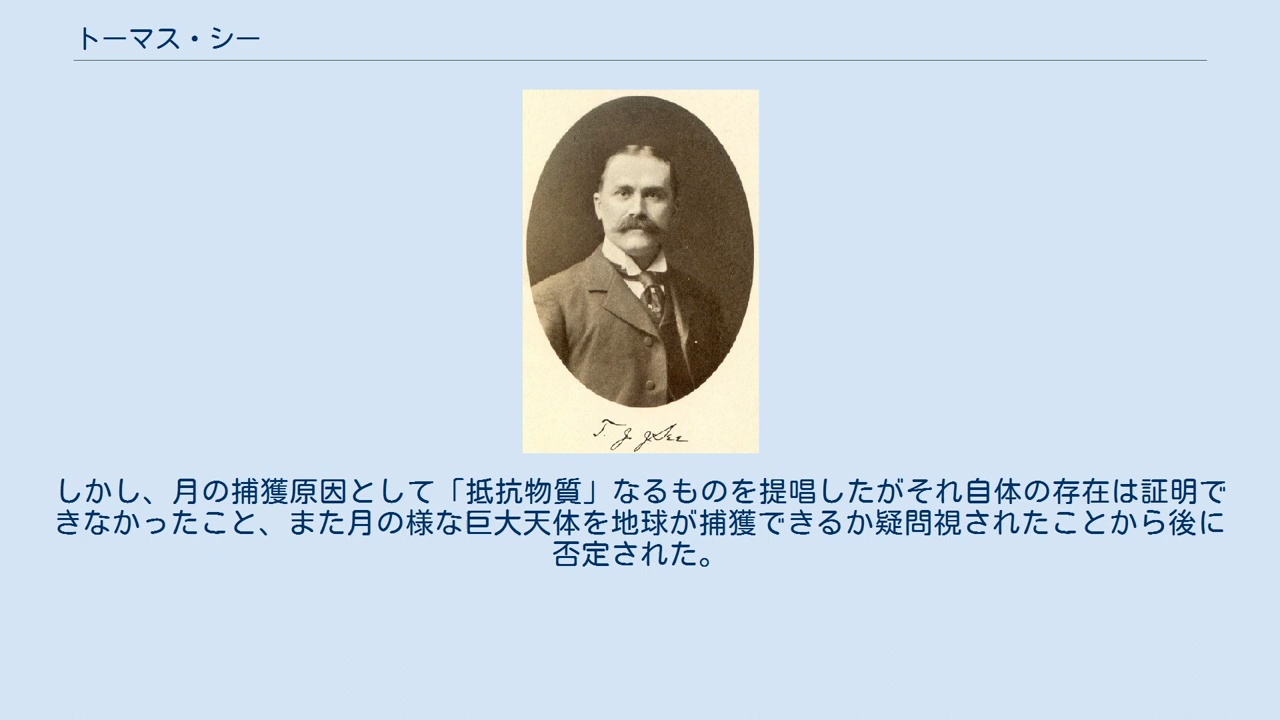 トーマス・シー
T. J. J. See
しかし、月の捕獲原因として「抵抗物質」なるものを提唱したがそれ自体の存在は証明で
きなかったこと、また月の様な巨大天体を地球が捕獲できるか疑問視されたことから後に
否定された。